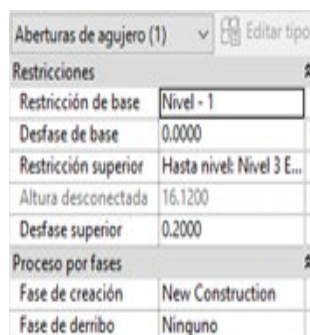 Aberturas de agujero (1) Editar tipo
Restricciones
Restricción de base Nivel - 1
Desfase de base 0.0000
Restricción superior Hasta nivel: Nivel 3 E...
Altura desconectada 16.1200
Desfase superior 0.2000
Proceso por fases
Fase de creación New Construction
Fase de derribo Ninguno